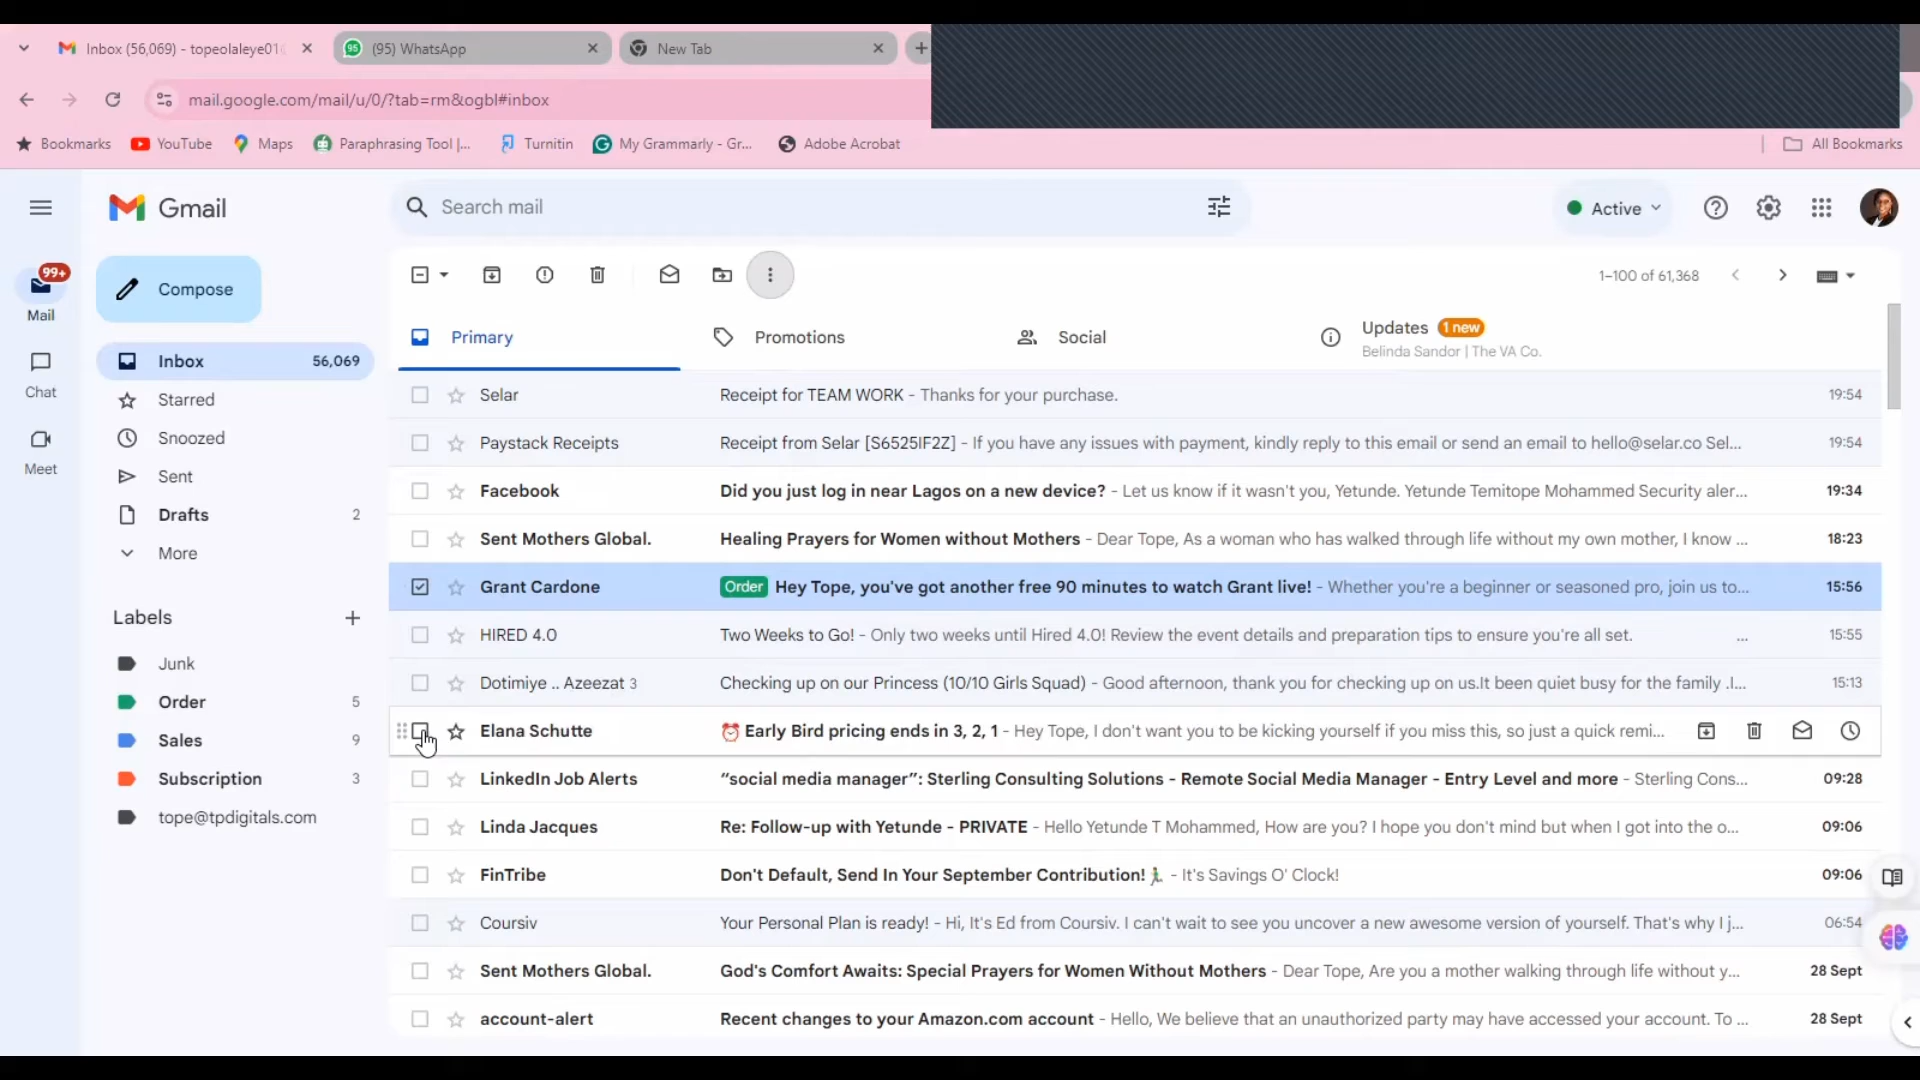 Inbox (56,069) - topeolaleye01
(95) WhatsApp
New Tab
mail.google.com/mail/u/0/?tab=rm&ogbl#inbox
Bookmarks
YouTube
Maps
Paraphrasing Tool |...
Turnitin
My Grammarly - Gr...
Adobe Acrobat
All Bookmarks
Gmail
Search mail
Active
99+
Mail
Chat
Meet
Compose
Inbox 56,069
Starred
Snoozed
Sent
Drafts 2
More
Labels
Junk
Order 5
Sales 9
Subscription 3
tope@tpdigitals.com
1–100 of 61,368
Primary
Promotions
Social
Updates 1 new
Belinda Sandor | The VA Co.
Selar Receipt for TEAM WORK - Thanks for your purchase. 19:54
Paystack Receipts Receipt from Selar [S6525IF2Z] - If you have any issues with payment, kindly reply to this email or send an email to hello@selar.co Sel... 19:54
Facebook Did you just log in near Lagos on a new device? - Let us know if it wasn't you, Yetunde. Yetunde Temitope Mohammed Security aler... 19:34
Sent Mothers Global. Healing Prayers for Women without Mothers - Dear Tope, As a woman who has walked through life without my own mother, I know ... 18:23
Grant Cardone Order Hey Tope, you've got another free 90 minutes to watch Grant live! - Whether you're a beginner or seasoned pro, join us to... 15:56
HIRED 4.0 Two Weeks to Go! - Only two weeks until Hired 4.0! Review the event details and preparation tips to ensure you're all set. ... 15:55
Dotimiye .. Azeezat 3 Checking up on our Princess (10/10 Girls Squad) - Good afternoon, thank you for checking up on us.It been quiet busy for the family .I... 15:13
Elana Schutte ⏰ Early Bird pricing ends in 3, 2, 1 - Hey Tope, I don't want you to be kicking yourself if you miss this, so just a quick remi...
LinkedIn Job Alerts “social media manager”: Sterling Consulting Solutions - Remote Social Media Manager - Entry Level and more - Sterling Cons... 09:28
Linda Jacques Re: Follow-up with Yetunde - PRIVATE - Hello Yetunde T Mohammed, How are you? I hope you don't mind but when I got into the o... 09:06
FinTribe Don't Default, Send In Your September Contribution! - It's Savings O' Clock! 09:06
Coursiv Your Personal Plan is ready! - Hi, It's Ed from Coursiv. I can't wait to see you uncover a new awesome version of yourself. That's why I j... 06:54
Sent Mothers Global. God's Comfort Awaits: Special Prayers for Women Without Mothers - Dear Tope, Are you a mother walking through life without y... 28 Sept
account-alert Recent changes to your Amazon.com account - Hello, We believe that an unauthorized party may have accessed your account. To ... 28 Sept